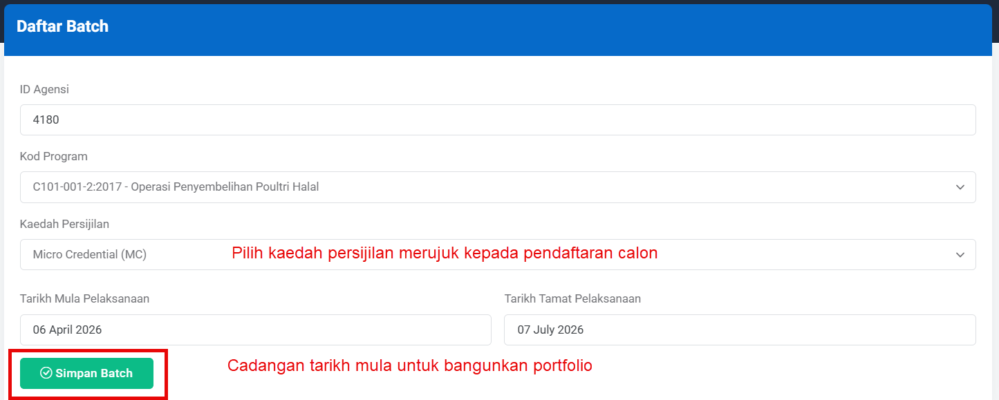 Daftar Batch
ID Agensi
4180
Kod Program
C101-001-2:2017 - Operasi Penyembelihan Poultri Halal
Kaedah Persijilan
Micro Credential (MC)
Pilih kaedah persijilan merujuk kepada pendaftaran calon
Tarikh Mula Pelaksanaan
Tarikh Tamat Pelaksanaan
06 April 2026
07 July 2026
Simpan Batch
Cadangan tarikh mula untuk bangunkan portfolio